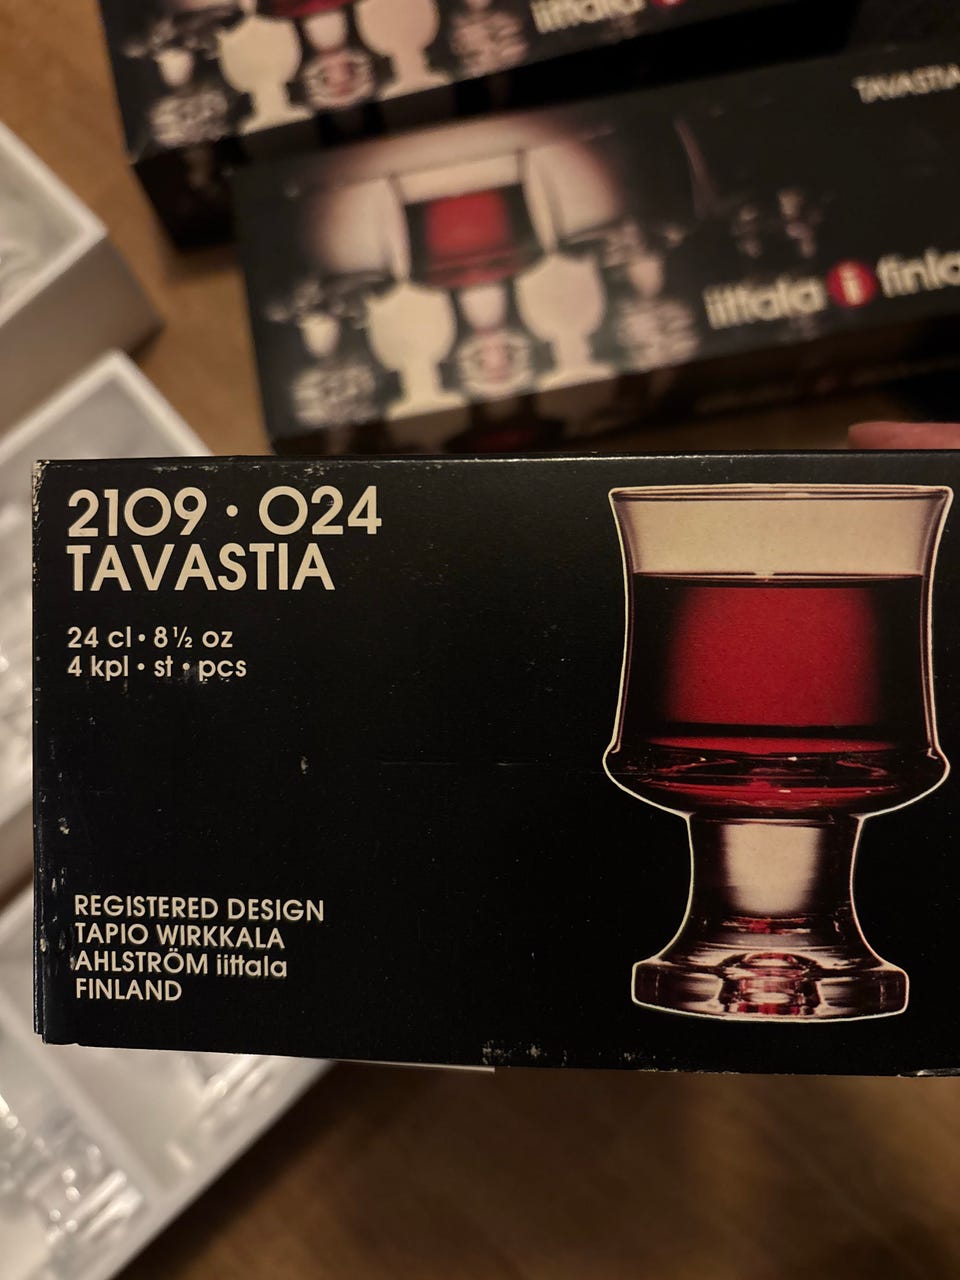 iittala i
TAVASTIA
iittala i finla
2109 · 024
TAVASTIA
24 cl · 8 ½ oz
4 kpl · st · pcs
REGISTERED DESIGN
TAPIO WIRKKALA
AHLSTRÖM iittala
FINLAND